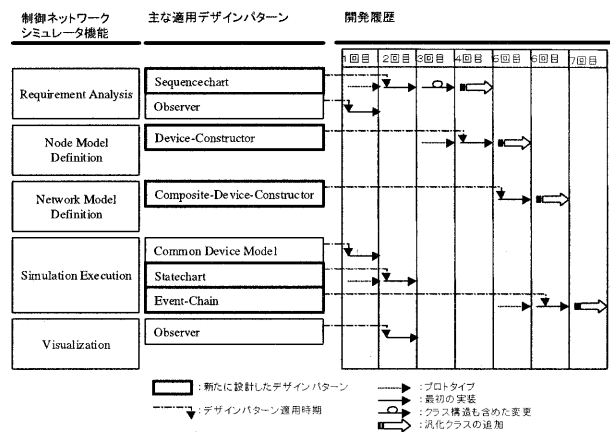 制御ネットワーク
シミュレータ機能
主な適用デザインパターン
開発履歴
1回目
2回目
3回目
4回目
5回目
6回目
7回目
Requirement Analysis
Sequencechart
Observer
Node Model
Definition
Device-Constructor
Network Model
Definition
Composite-Device-Constructor
Simulation Execution
Common Device Model
Statechart
Event-Chain
Visualization
Observer
：新たに設計したデザインパターン
：デザインパターン適用時期
：プロトタイプ
：最初の実装
：クラス構造も含めた変更
：汎化クラスの追加